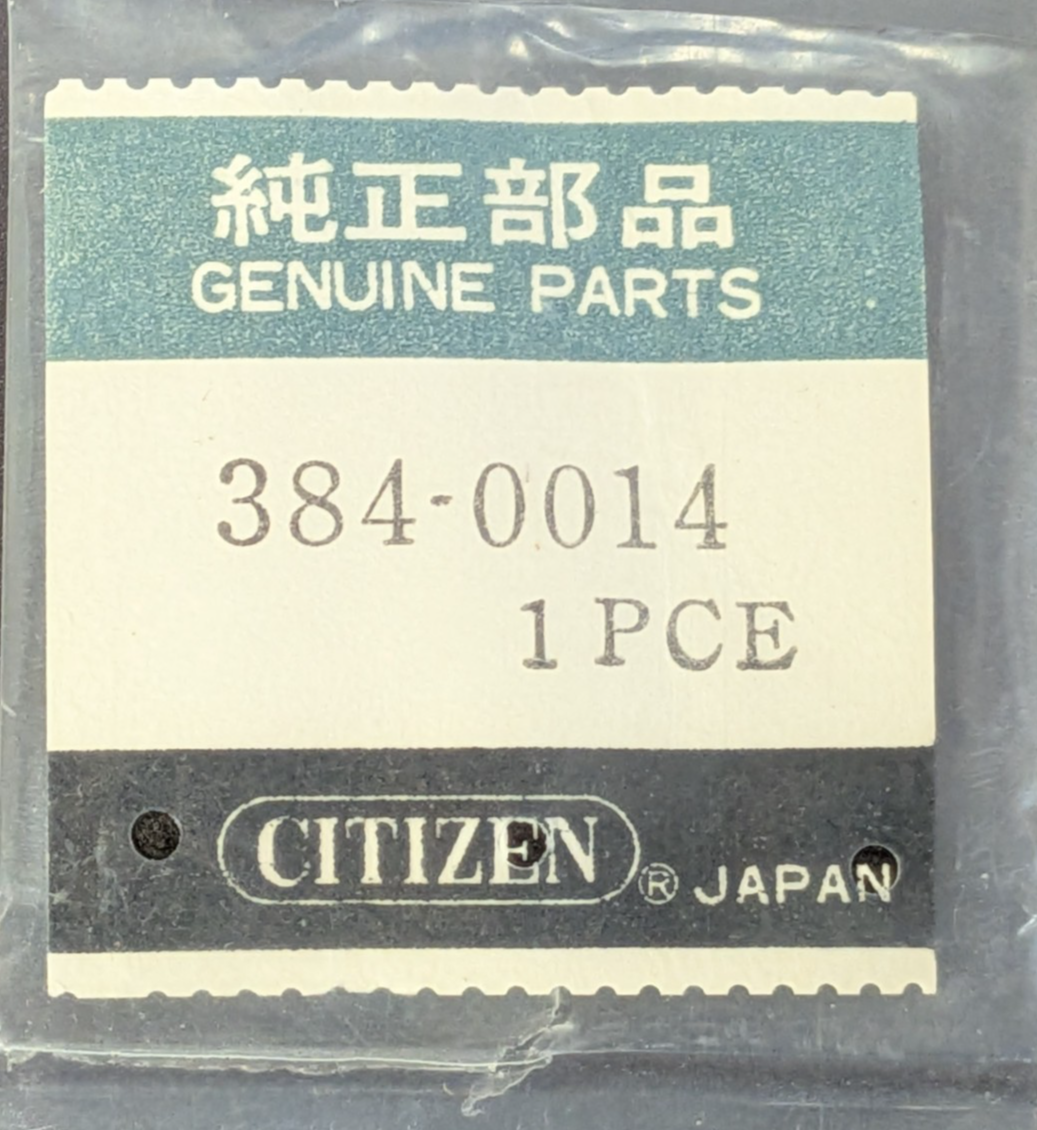 純正部品
GENUINE PARTS
384-0014
1 PCE
CITIZEN ® JAPAN